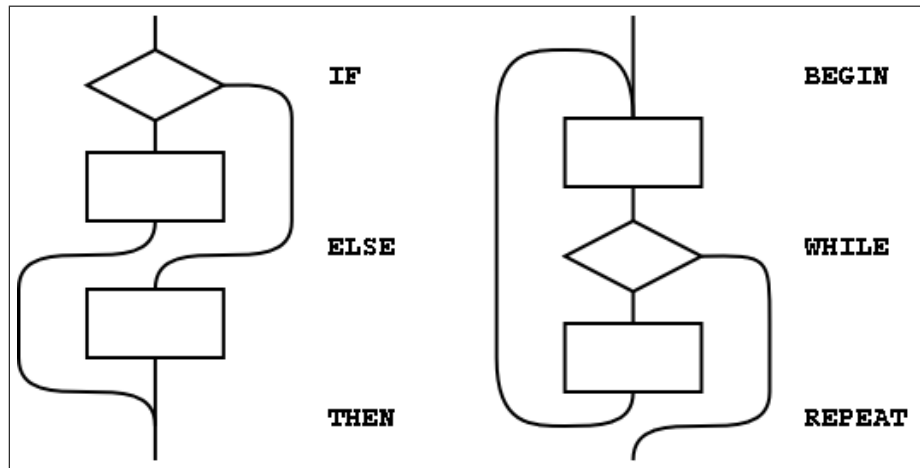 IF
ELSE
THEN
BEGIN
WHILE
REPEAT